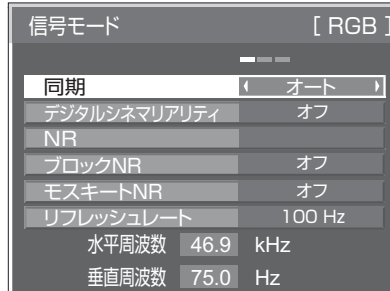 信号モード [ RGB ]
同期 オート
デジタルシネマリアリティ オフ
NR
ブロックNR オフ
モスキートNR オフ
リフレッシュレート 100 Hz
水平周波数 46.9 kHz
垂直周波数 75.0 Hz